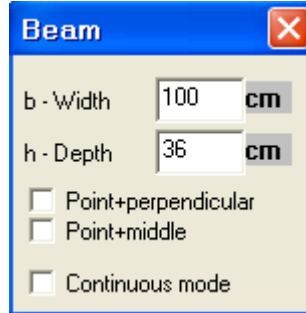 Beam
b - Width 100 cm
h - Depth 36 cm
Point+perpendicular
Point+middle
Continuous mode